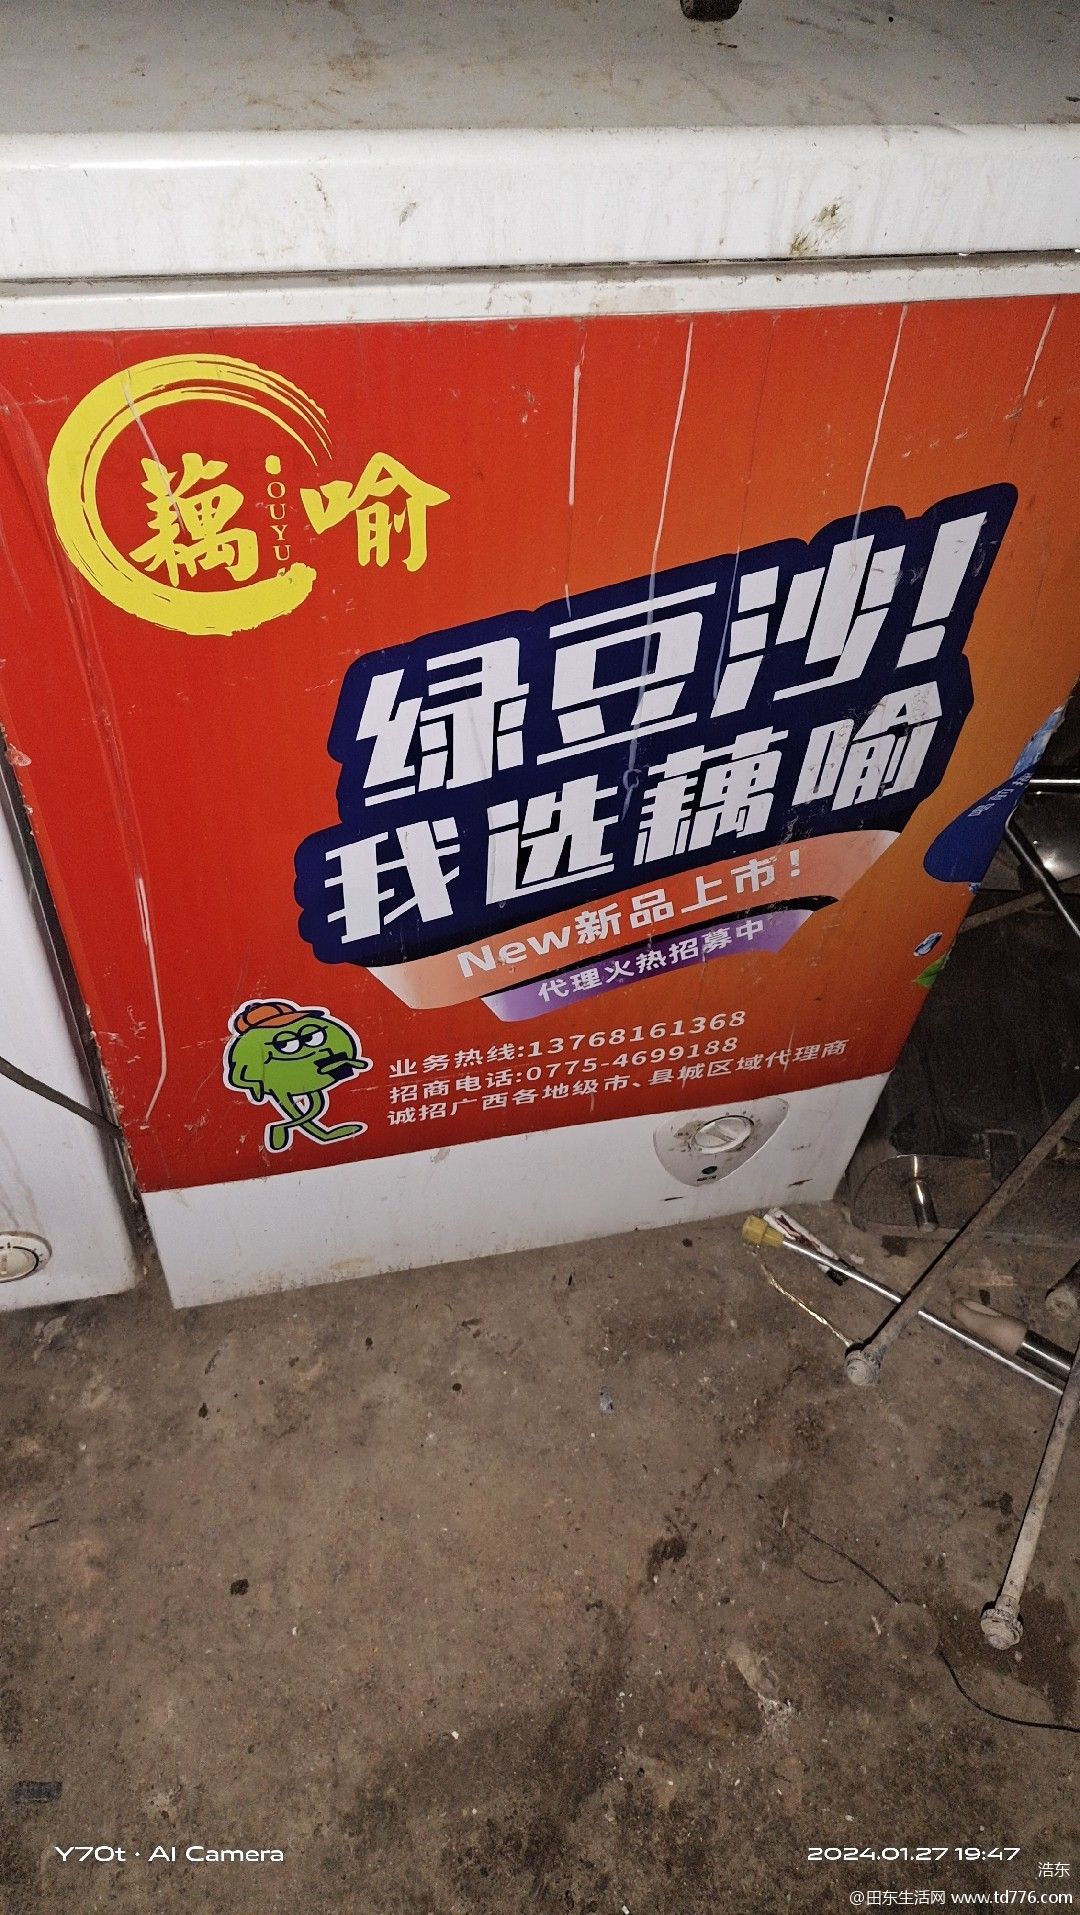 藕喻
OUYU
绿豆沙!
我选藕喻
New新品上市!
代理火热招募中
业务热线:13768161368
招商电话:0775-4699188
诚招广西各地级市、县城区域代理商
Y70t · AI Camera
2024.01.27 19:47
浩东
@田东生活网 www.td776.com